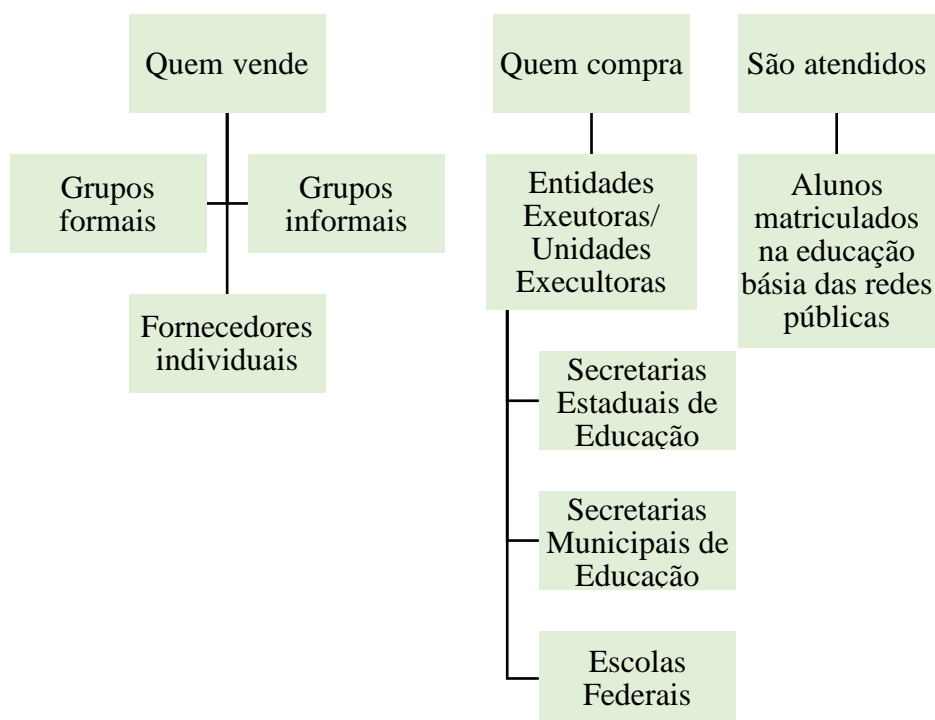 Quem vende
Grupos
formais
Grupos
informais
Fornecedores
individuais
Quem compra
Entidades
Exeutoras/
Unidades
Execultoras
Secretarias
Estaduais de
Educação
Secretarias
Municipais de
Educação
Escolas
Federais
São atendidos
Alunos
matriculados
na educação
básia das redes
públicas